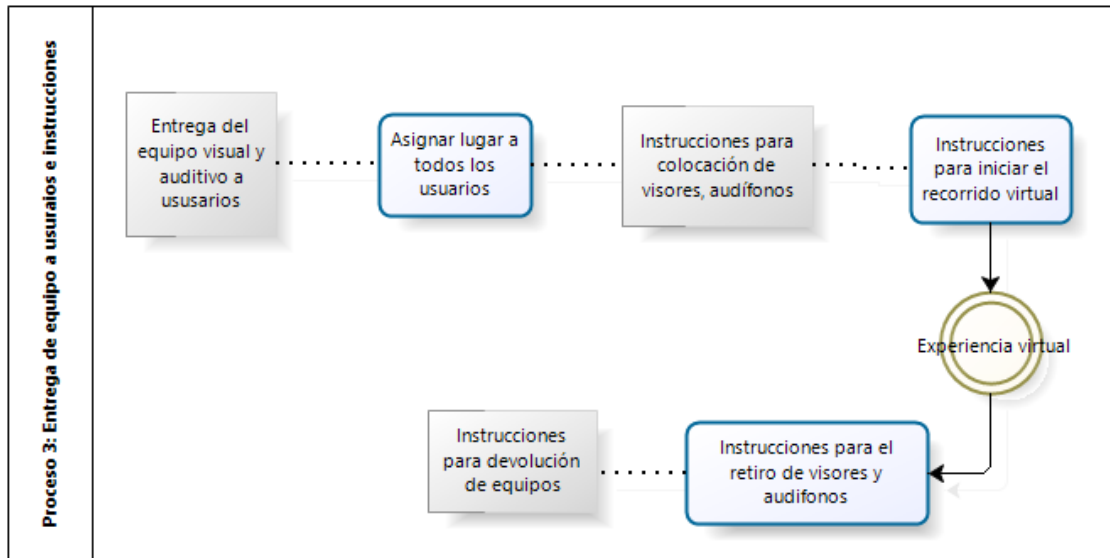 Proceso 3: Entrega de equipo a usuraios e instrucciones
Entrega del
equipo visual y
auditivo a
ususarios
Asignar lugar a
todos los
usuarios
Instrucciones para
colocación de
visores, audífonos
Instrucciones
para iniciar el
recorrido virtual
Experiencia virtual
Instrucciones para el
retiro de visores y
audifonos
Instrucciones
para devolución
de equipos